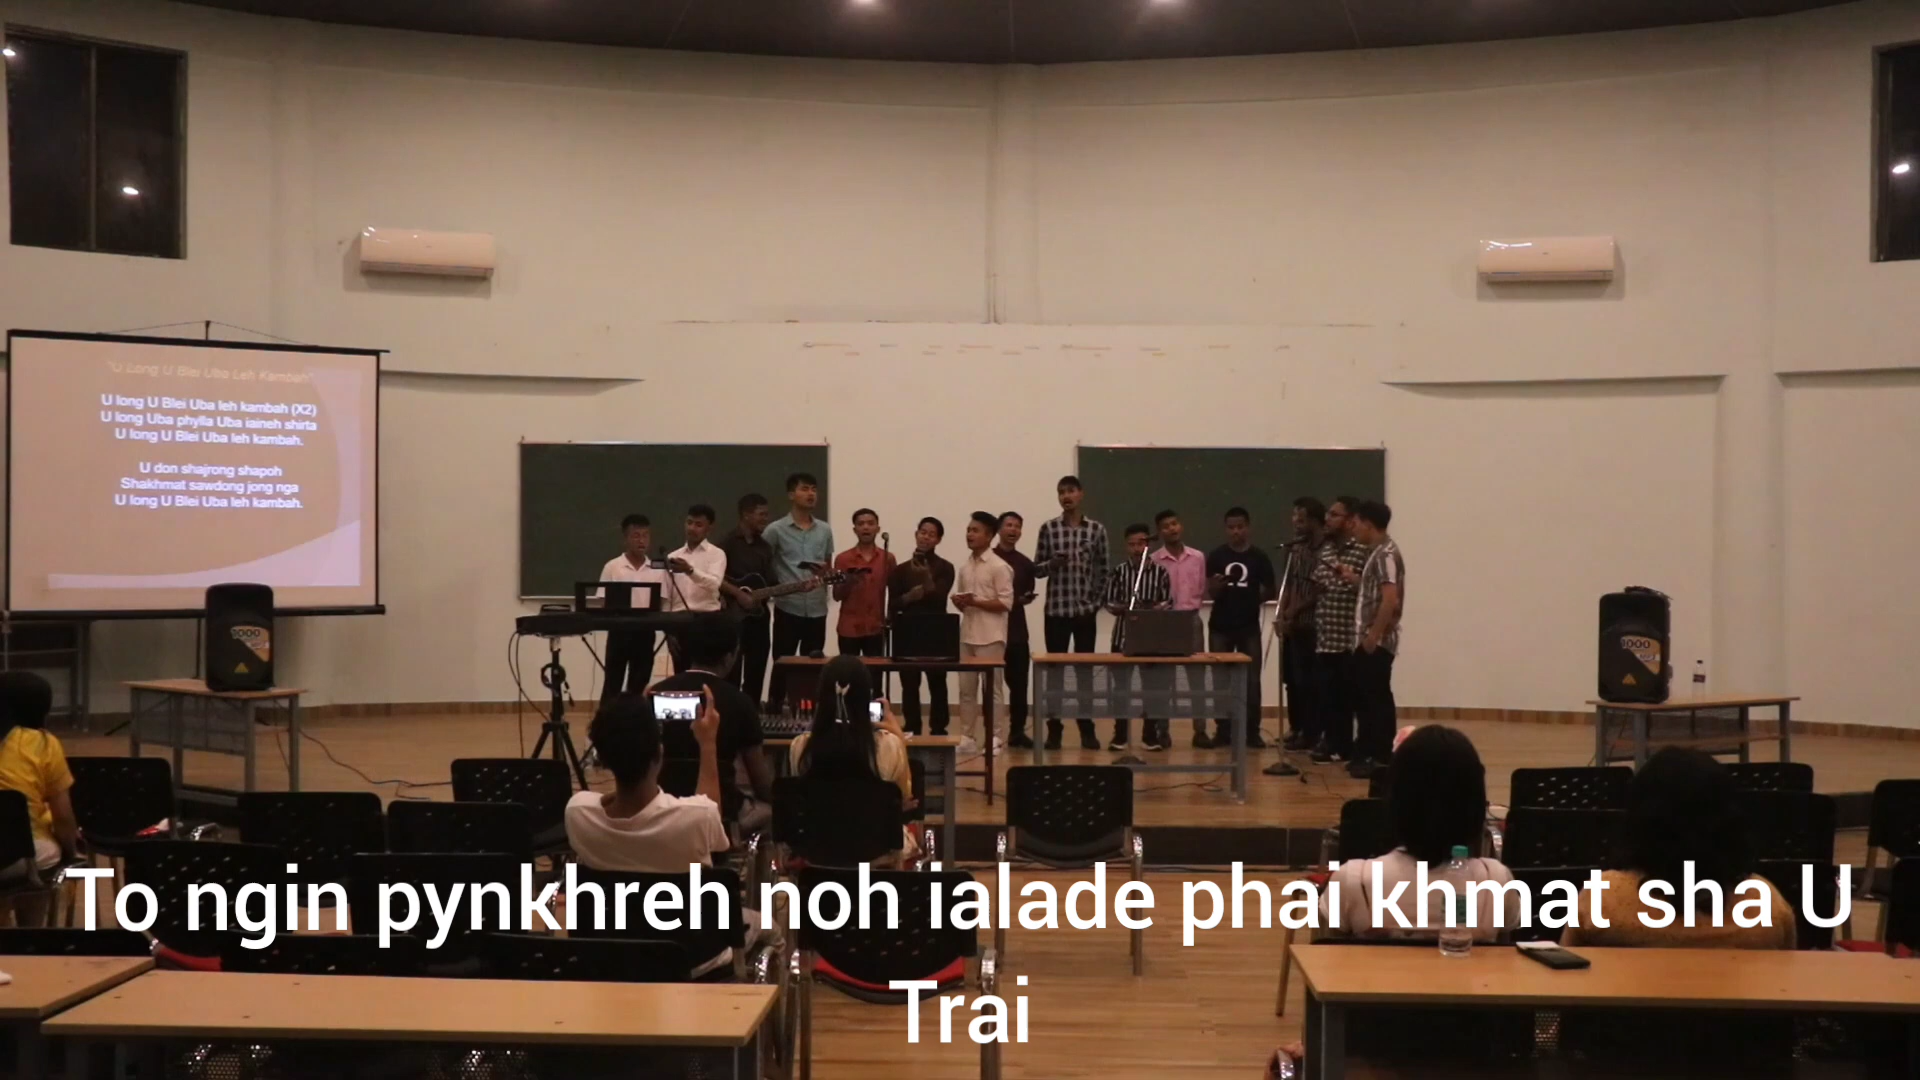 "U Long U Blei Uba Leh Kambah"
U long U Blei Uba leh kambah (X2)
U long Uba phylla Uba iaineh shirta
U long U Blei Uba leh kambah.
U don shajrong shapoh
Shakhmat sawdong jong nga
U long U Blei Uba leh kambah.
Ω
1000
1000
To ngin pynkhreh noh ialade phai khmat sha U
Trai